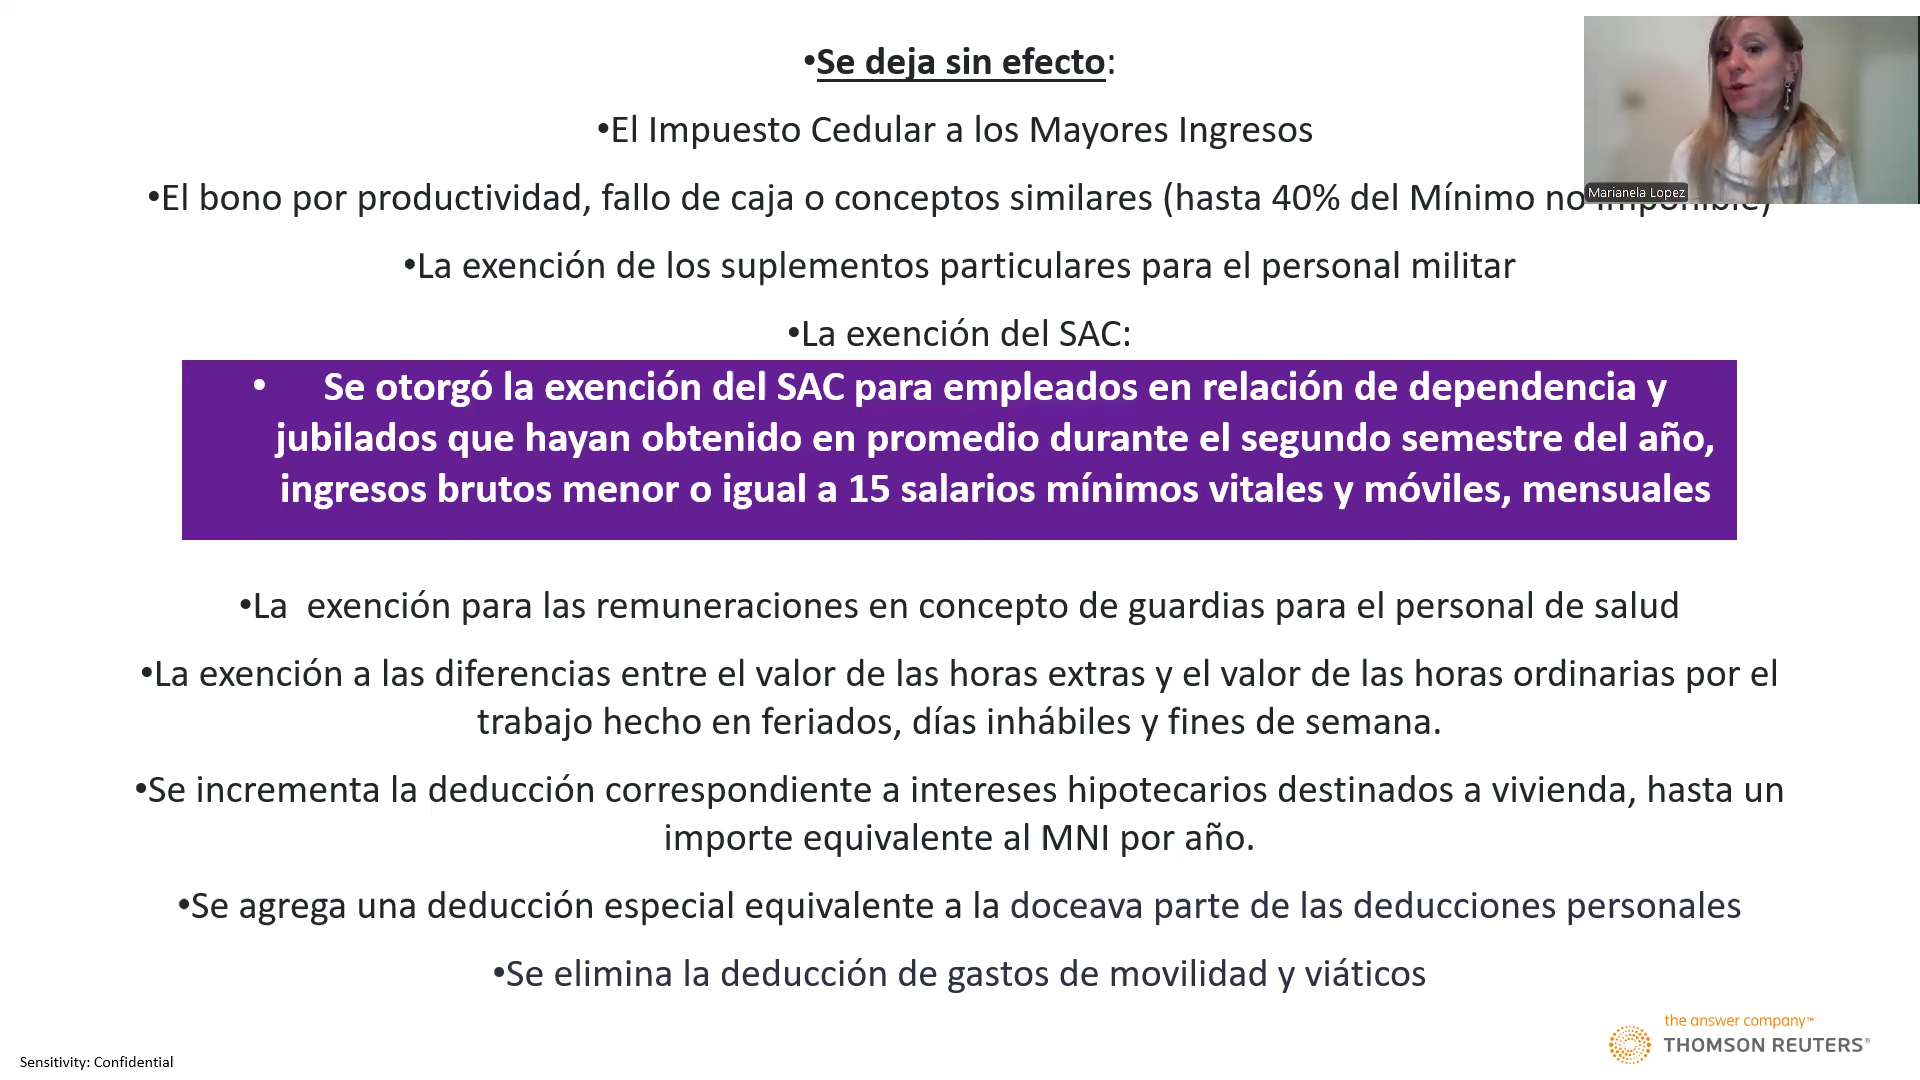 •Se deja sin efecto:
•El Impuesto Cedular a los Mayores Ingresos
•El bono por productividad, fallo de caja o conceptos similares (hasta 40% del Mínimo no imponible)
Marianela Lopez
•La exención de los suplementos particulares para el personal militar
•La exención del SAC:
• Se otorgó la exención del SAC para empleados en relación de dependencia y
jubilados que hayan obtenido en promedio durante el segundo semestre del año,
ingresos brutos menor o igual a 15 salarios mínimos vitales y móviles, mensuales
•La  exención para las remuneraciones en concepto de guardias para el personal de salud
•La exención a las diferencias entre el valor de las horas extras y el valor de las horas ordinarias por el
trabajo hecho en feriados, días inhábiles y fines de semana.
•Se incrementa la deducción correspondiente a intereses hipotecarios destinados a vivienda, hasta un
importe equivalente al MNI por año.
•Se agrega una deducción especial equivalente a la doceava parte de las deducciones personales
•Se elimina la deducción de gastos de movilidad y viáticos
the answer company™
THOMSON REUTERS®
Sensitivity: Confidential